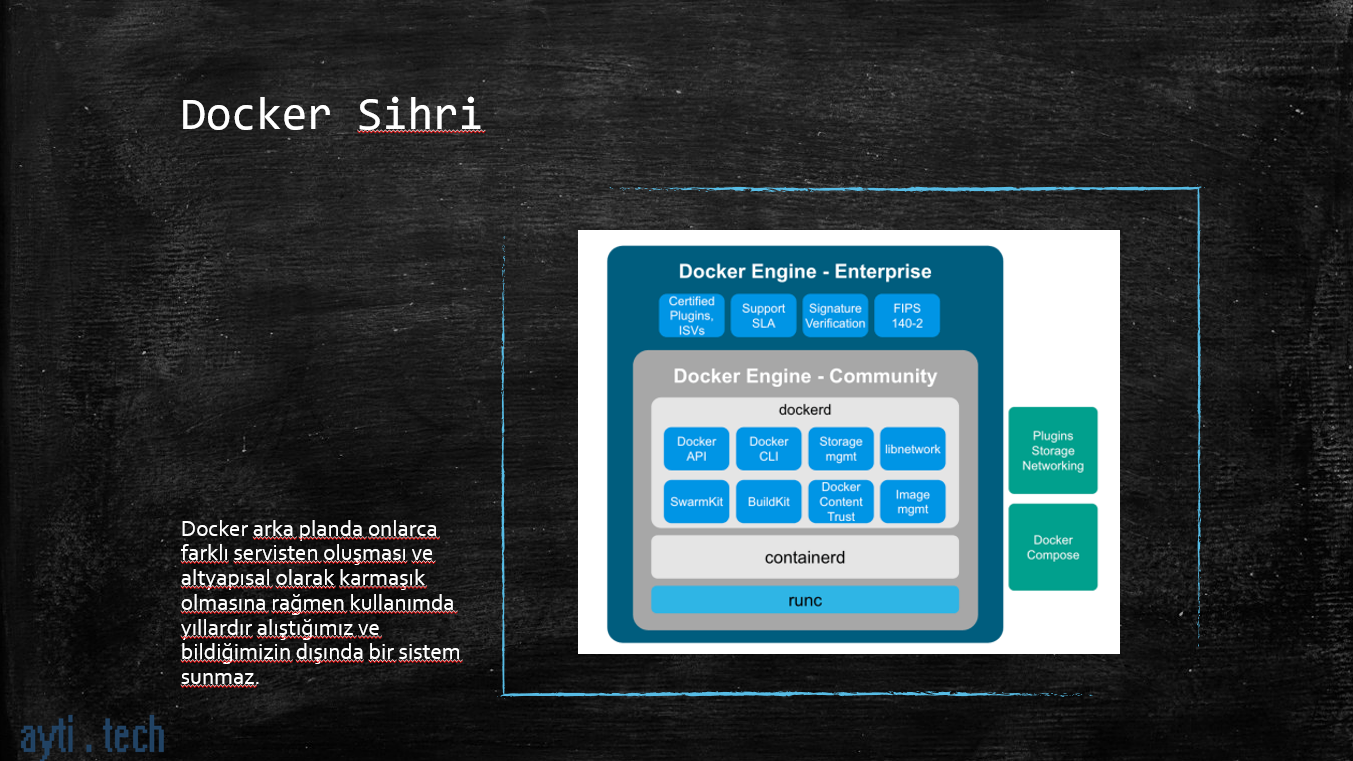 Docker Sihri
Docker arka planda onlarca
farklı servisten oluşması ve
altyapısal olarak karmaşık
olmasına rağmen kullanımda
yıllardır alıştığımız ve
bildiğimizin dışında bir sistem
sunmaz.
Docker Engine - Enterprise
Certified
Plugins,
ISVs
Support
SLA
Signature
Verification
FIPS
140-2
Docker Engine - Community
dockerd
Docker
API
Docker
CLI
Storage
mgmt
libnetwork
SwarmKit
BuildKit
Docker
Content
Trust
Image
mgmt
containerd
runc
Plugins
Storage
Networking
Docker
Compose
ayti . tech